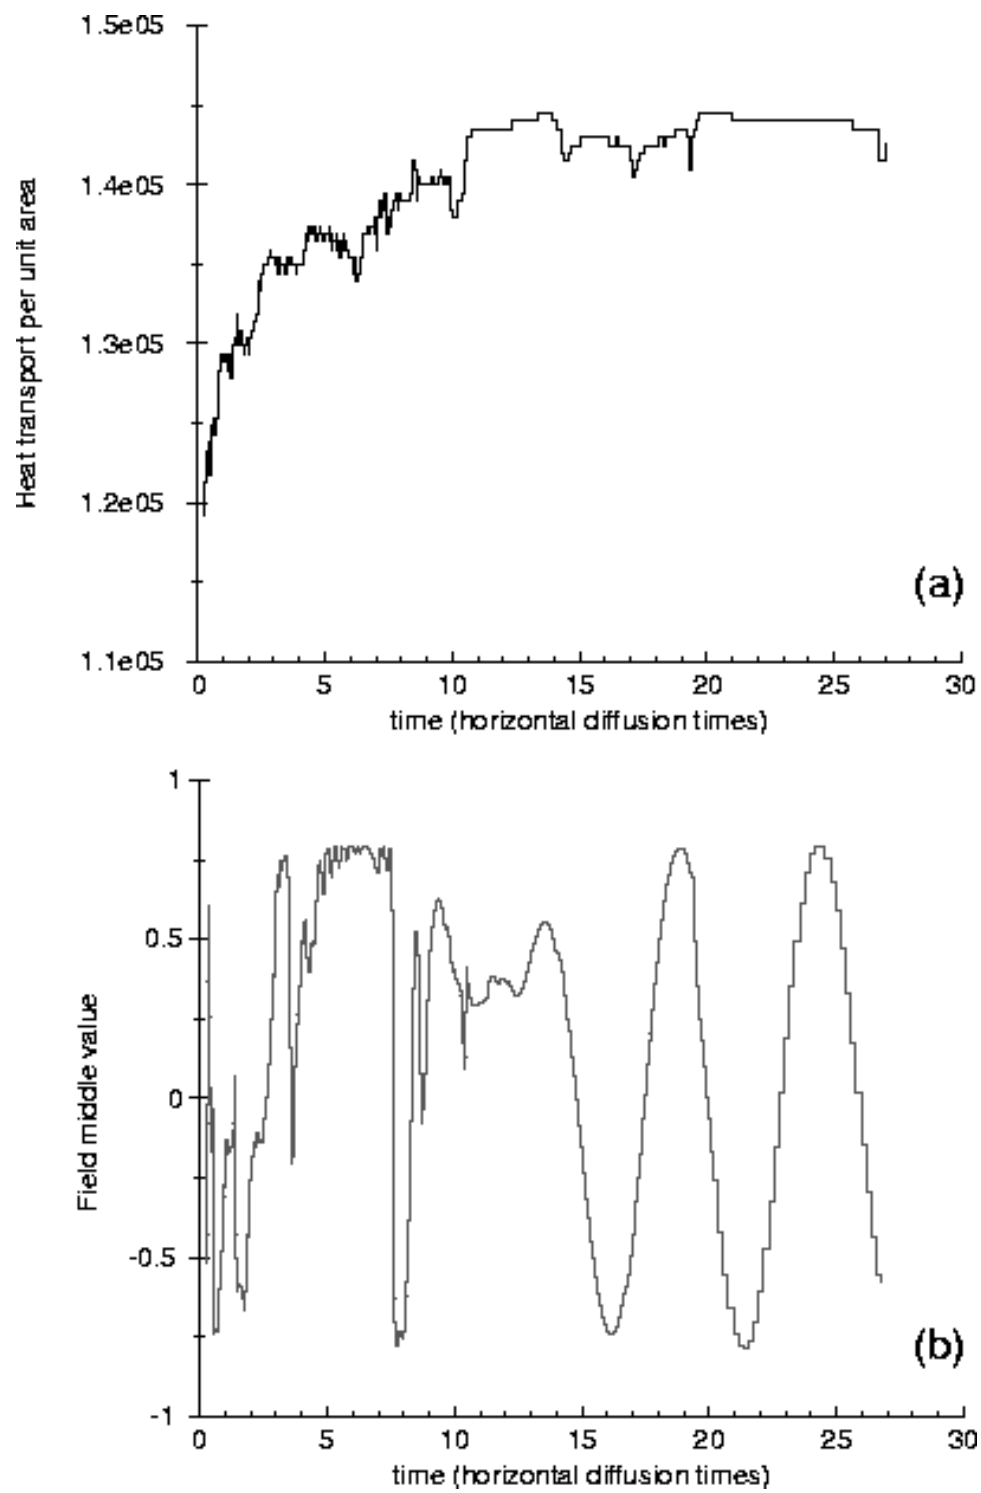 1.5e05
1.4e05
1.3e05
1.2e05
1.1e05
Heat transport per unit area
(a)
0 5 10 15 20 25 30
time (horizontal diffusion times)
1
0.5
0
-0.5
-1
Field middle value
(b)
0 5 10 15 20 25 30
time (horizontal diffusion times)